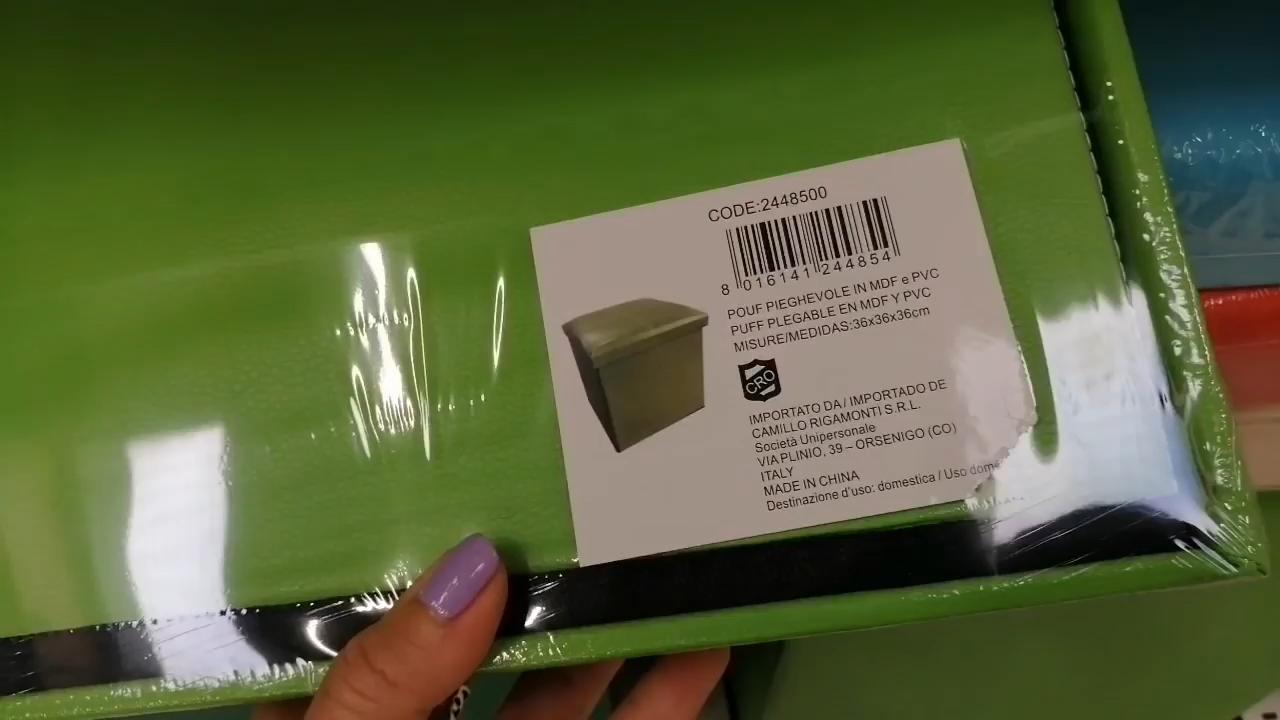 CODE:2448500
8 016141 244854
POUF PIEGHEVOLE IN MDF e PVC
PUFF PLEGABLE EN MDF Y PVC
MISURE/MEDIDAS:36x36x36cm
CRO
IMPORTATO DA / IMPORTADO DE
CAMILLO RIGAMONTI S.R.L.
Società Unipersonale
VIA PLINIO, 39 – ORSENIGO (CO)
ITALY
MADE IN CHINA
Destinazione d'uso: domestica / Uso